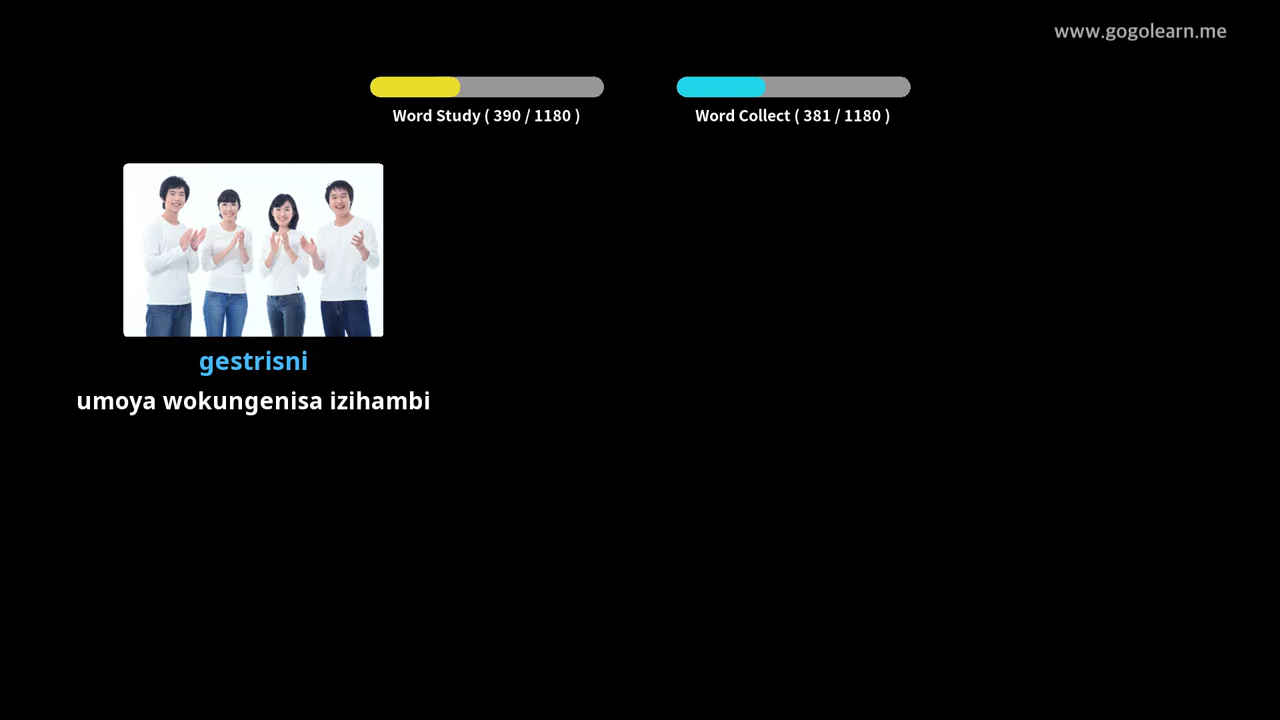 www.gogolearn.me
Word Study ( 390 / 1180 )
Word Collect ( 381 / 1180 )
gestrisni
umoya wokungenisa izihambi